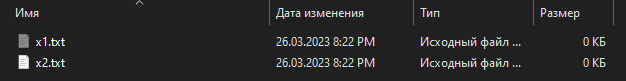 Имя Дата изменения Тип Размер
x1.txt 26.03.2023 8:22 PM Исходный файл ... 0 КБ
x2.txt 26.03.2023 8:22 PM Исходный файл ... 0 КБ